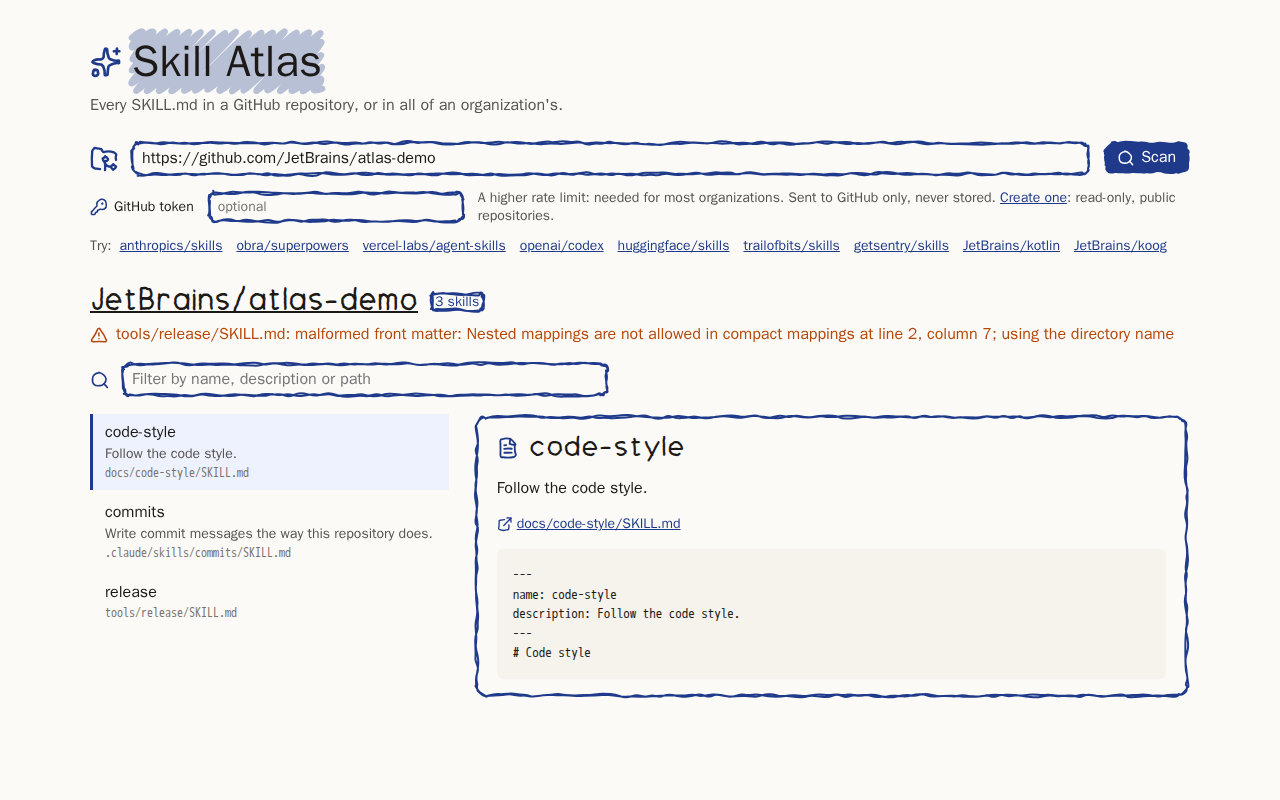 Skill Atlas
Every SKILL.md in a GitHub repository, or in all of an organization's.
https://github.com/JetBrains/atlas-demo
Scan
GitHub token
optional
A higher rate limit: needed for most organizations. Sent to GitHub only, never stored. Create one: read-only, public
repositories.
Try: anthropics/skills obra/superpowers vercel-labs/agent-skills openai/codex huggingface/skills trailofbits/skills getsentry/skills JetBrains/kotlin JetBrains/koog
JetBrains/atlas-demo 3 skills
tools/release/SKILL.md: malformed front matter: Nested mappings are not allowed in compact mappings at line 2, column 7; using the directory name
Filter by name, description or path
code-style
Follow the code style.
docs/code-style/SKILL.md
commits
Write commit messages the way this repository does.
.claude/skills/commits/SKILL.md
release
tools/release/SKILL.md
code-style
Follow the code style.
docs/code-style/SKILL.md
---
name: code-style
description: Follow the code style.
---
# Code style